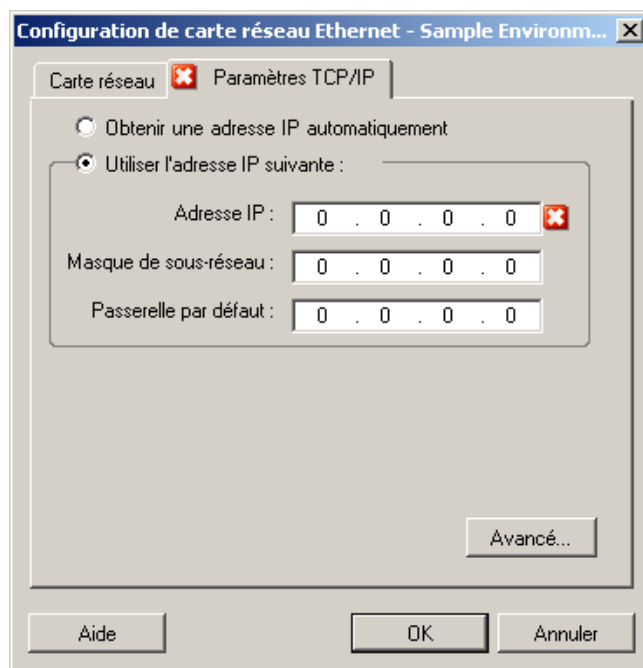 Configuration de carte réseau Ethernet - Sample Environm...
Carte réseau
Paramètres TCP/IP
Obtenir une adresse IP automatiquement
Utiliser l'adresse IP suivante :
Adresse IP : 0 . 0 . 0 . 0
Masque de sous-réseau : 0 . 0 . 0 . 0
Passerelle par défaut : 0 . 0 . 0 . 0
Avancé...
Aide
OK
Annuler